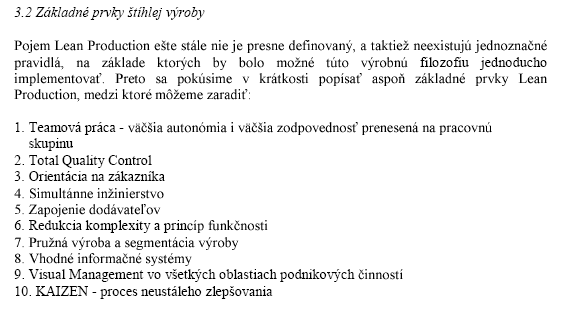 3.2 Základné prvky štíhlej výroby
Pojem Lean Production ešte stále nie je presne definovaný, a taktiež neexistujú jednoznačné
pravidlá, na základe ktorých by bolo možné túto výrobnú filozofiu jednoducho
implementovať. Preto sa pokúsime v krátkosti popísať aspoň základné prvky Lean
Production, medzi ktoré môžeme zaradiť:
1. Teamová práca - väčšia autonómia i väčšia zodpovednosť prenesená na pracovnú
skupinu
2. Total Quality Control
3. Orientácia na zákazníka
4. Simultánne inžinierstvo
5. Zapojenie dodávateľov
6. Redukcia komplexity a princíp funkčnosti
7. Pružná výroba a segmentácia výroby
8. Vhodné informačné systémy
9. Visual Management vo všetkých oblastiach podnikových činností
10. KAIZEN - proces neustáleho zlepšovania